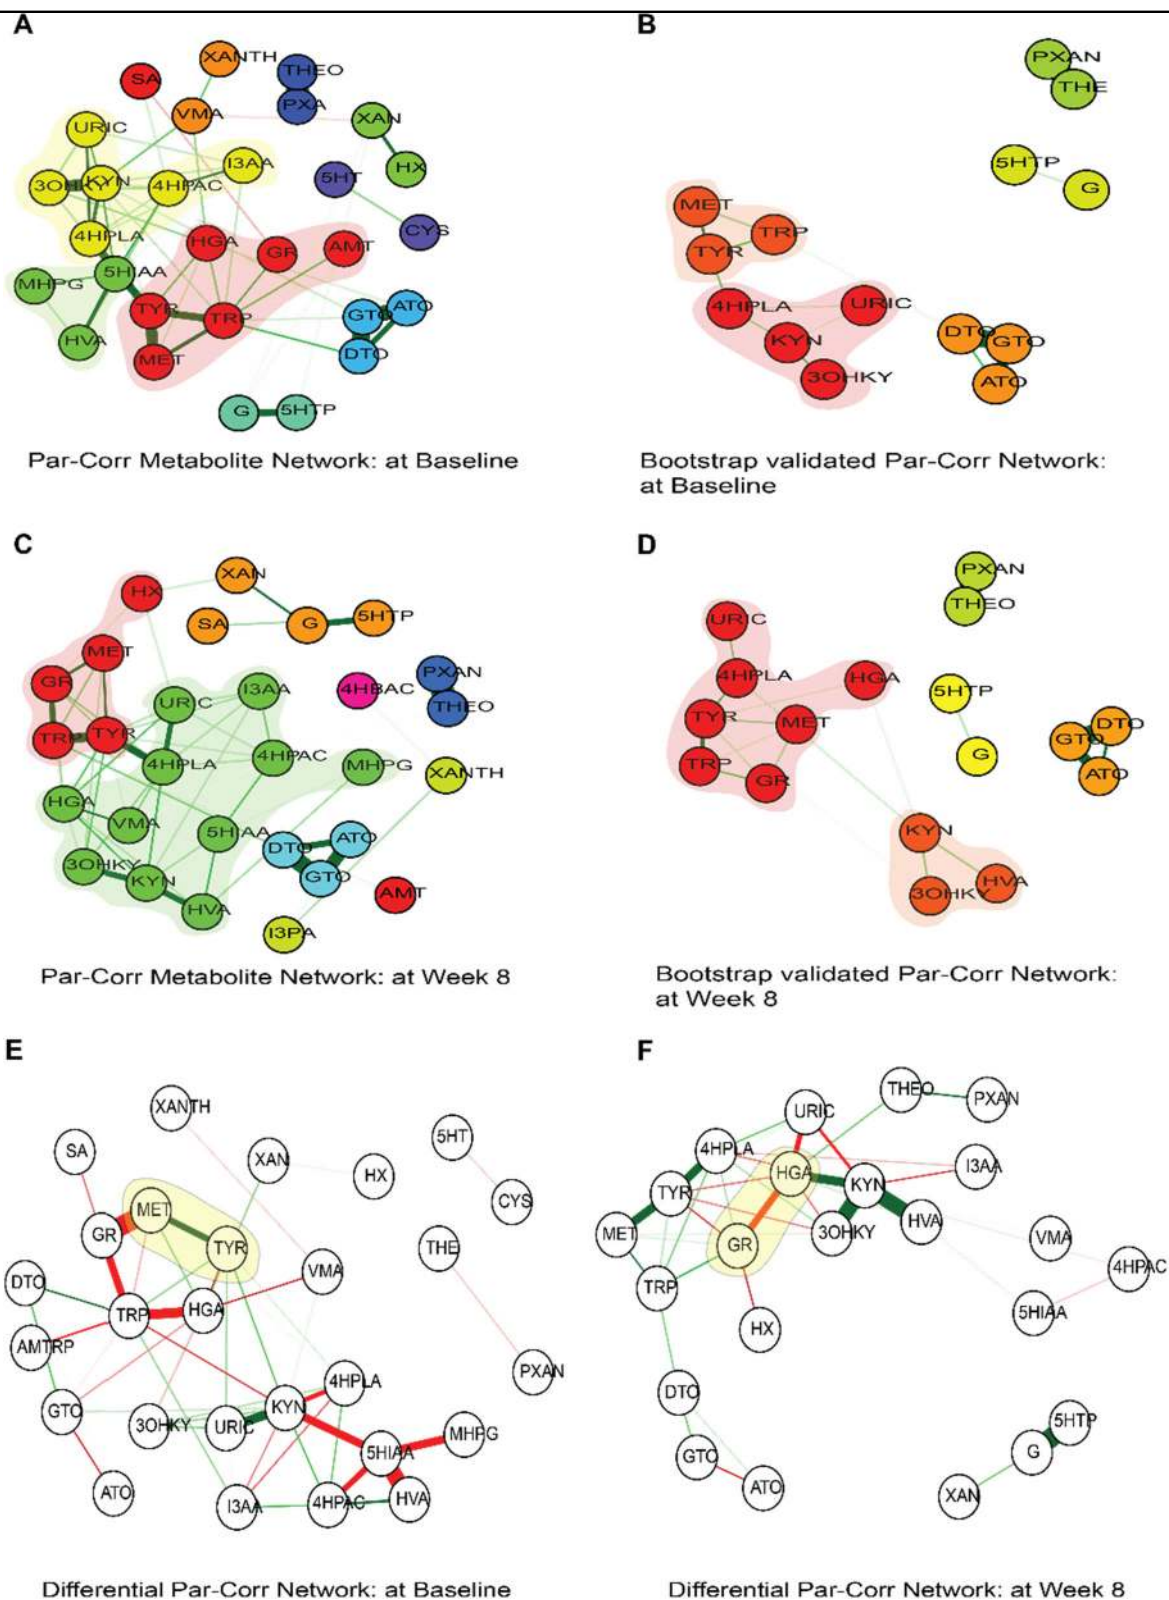 A
XANTH
SA
THEO
VMA
PXA
XAN
URIC
I3AA
HX
3OHKY
KYN
4HPAC
5HT
4HPLA
CYS
HGA
GR
AMT
5HIAA
MHPG
TYR
TRP
GTO
ATO
HVA
MET
DTO
G
5HTP
Par-Corr Metabolite Network: at Baseline
B
PXAN
THE
5HTP
G
MET
TRP
TYR
4HPLA
URIC
KYN
DTO
GTO
3OHKY
ATO
Bootstrap validated Par-Corr Network:
at Baseline
C
XAN
HX
SA
G
5HTP
MET
GR
URIC
I3AA
4HBAC
PXAN
THEO
TYR
4HPLA
4HPAC
MHPG
XANTH
HGA
VMA
5HIAA
DTO
ATO
3OHKY
KYN
GTO
HVA
AMT
I3PA
Par-Corr Metabolite Network: at Week 8
D
PXAN
THEO
URIC
4HPLA
HGA
5HTP
TYR
MET
G
DTO
GTO
TRP
GR
ATO
KYN
3OHKY
HVA
Bootstrap validated Par-Corr Network:
at Week 8
E
XANTH
SA
XAN
HX
5HT
CYS
MET
GR
TYR
THE
DTO
VMA
TRP
HGA
AMTRP
PXAN
GTO
3OHKY
URIC
KYN
4HPLA
5HIAA
MHPG
ATO
I3AA
4HPAC
HVA
Differential Par-Corr Network: at Baseline
F
THEO
PXAN
URIC
4HPLA
HGA
I3AA
TYR
KYN
MET
GR
3OHKY
HVA
VMA
4HPAC
TRP
HX
5HIAA
DTO
5HTP
GTO
G
ATO
XAN
Differential Par-Corr Network: at Week 8